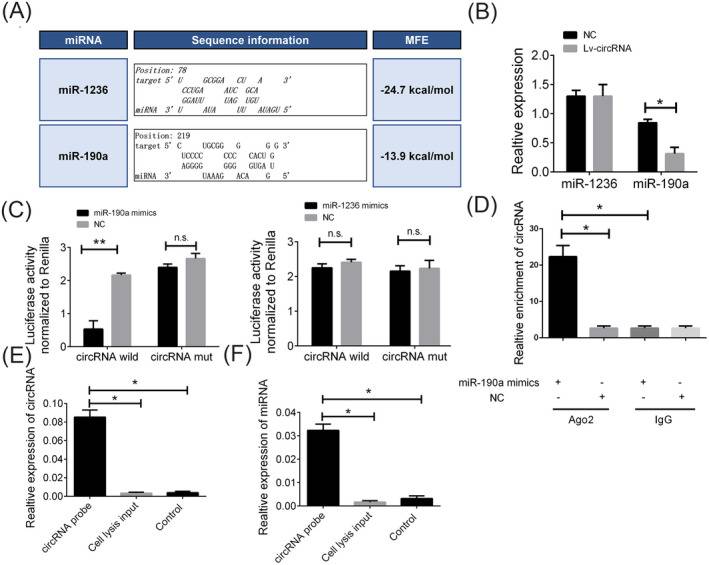 (A)
miRNA Sequence information MFE
miR-1236
Position: 78
target 5' U GCGGA CU A 3'
CCUGA AUC GCA
GGAUU UAG UGU
miRNA 3' U AUA UU AUAGU 5'
-24.7 kcal/mol
miR-190a
Position: 219
target 5' C UGCGG G G G 3'
UCCCC CCC CACU G
AGGGG GGG GUGA U
miRNA 3' UAAAG ACA G 5'
-13.9 kcal/mol
(B)
NC
Lv-circRNA
Realtive expression
2.0
1.5
1.0
0.5
0.0
*
miR-1236 miR-190a
(C)
miR-190a mimics
NC
Luciferase activity
normalized to Renilla
3
2
1
0
**
n.s.
circRNA wild circRNA mut
miR-1236 mimics
NC
Luciferase activity
normalized to Renilla
3
2
1
0
n.s.
n.s.
circRNA wild circRNA mut
(D)
Realtive enrichment of circRNA
30
20
10
0
*
*
miR-190a mimics + - + -
NC - + - +
Ago2 IgG
(E)
Realtive expression of circRNA
0.10
0.08
0.06
0.04
0.02
0.00
*
*
circRNA probe
Cell lysis input
Control
(F)
Realtive expression of miRNA
0.04
0.03
0.02
0.01
0.00
*
*
circRNA probe
Cell lysis input
Control